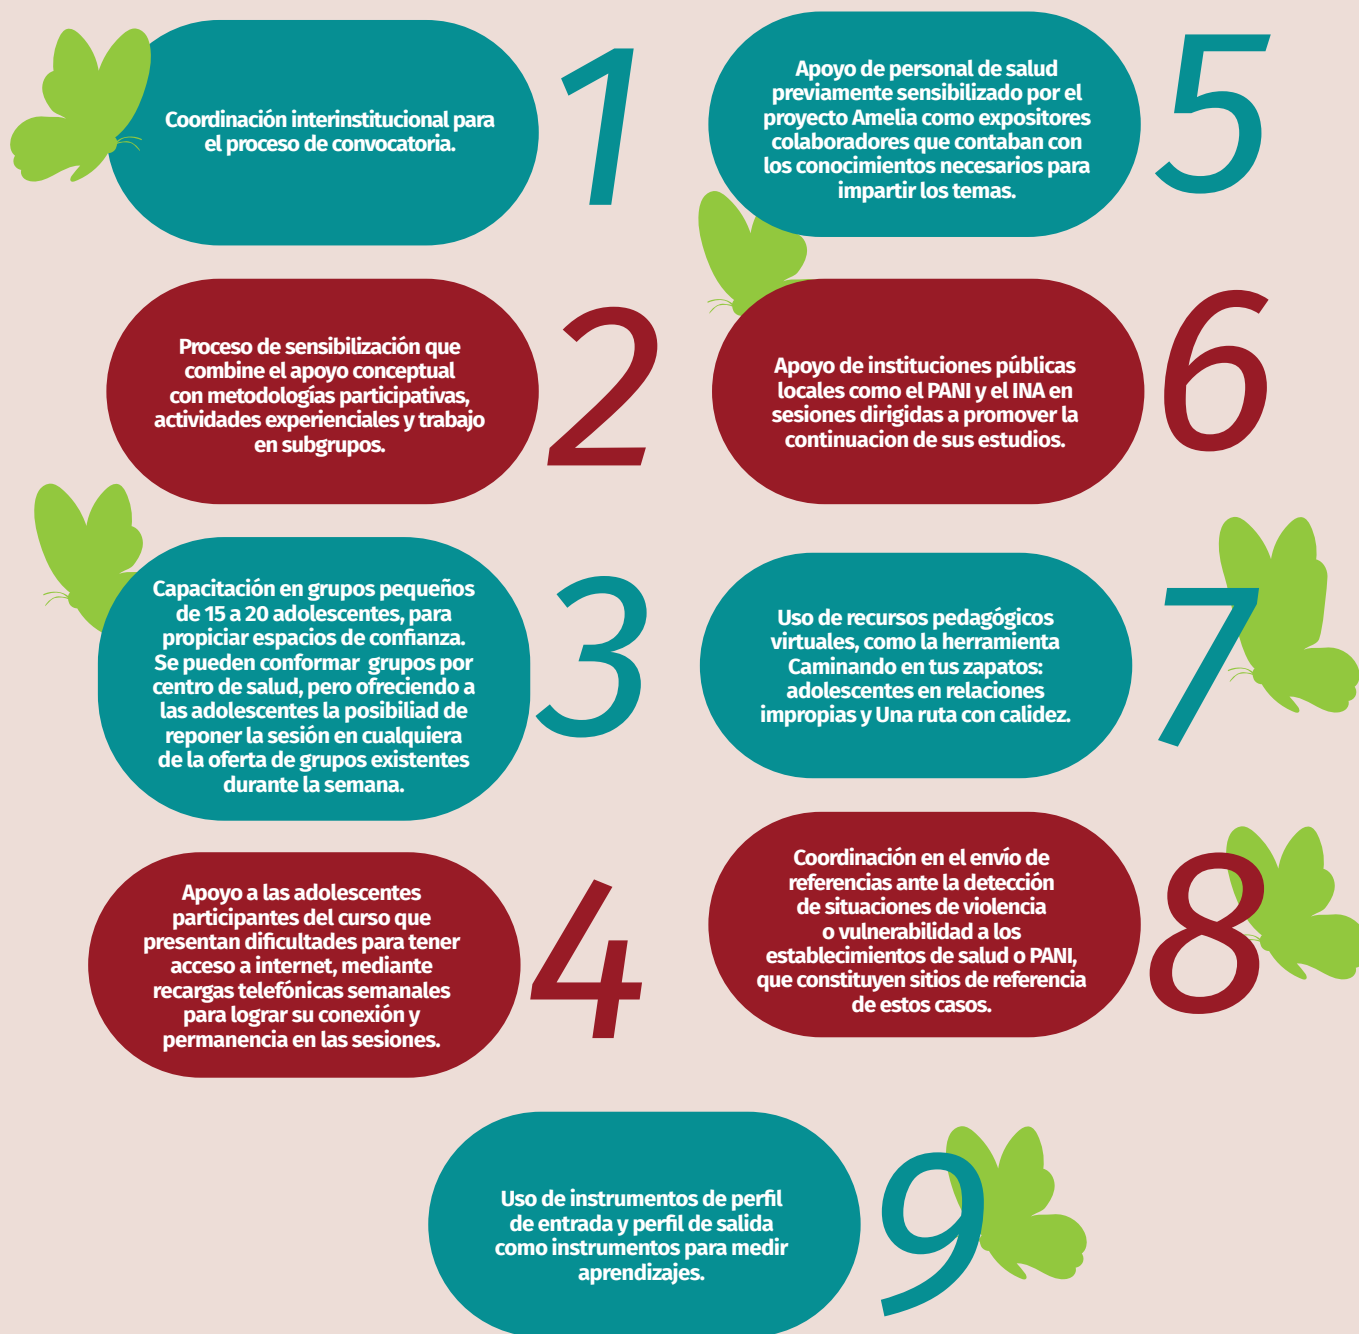 Coordinación interinstitucional para
el proceso de convocatoria.
1
Proceso de sensibilización que
combine el apoyo conceptual
con metodologías participativas,
actividades experienciales y trabajo
en subgrupos.
2
Capacitación en grupos pequeños
de 15 a 20 adolescentes, para
propiciar espacios de confianza.
Se pueden conformar grupos por
centro de salud, pero ofreciendo a
las adolescentes la posibiliad de
reponer la sesión en cualquiera
de la oferta de grupos existentes
durante la semana.
3
Apoyo a las adolescentes
participantes del curso que
presentan dificultades para tener
acceso a internet, mediante
recargas telefónicas semanales
para lograr su conexión y
permanencia en las sesiones.
4
Apoyo de personal de salud
previamente sensibilizado por el
proyecto Amelia como expositores
colaboradores que contaban con
los conocimientos necesarios para
impartir los temas.
5
Apoyo de instituciones públicas
locales como el PANI y el INA en
sesiones dirigidas a promover la
continuacion de sus estudios.
6
Uso de recursos pedagógicos
virtuales, como la herramienta
Caminando en tus zapatos:
adolescentes en relaciones
impropias y Una ruta con calidez.
7
Coordinación en el envío de
referencias ante la detección
de situaciones de violencia
o vulnerabilidad a los
establecimientos de salud o PANI,
que constituyen sitios de referencia
de estos casos.
8
Uso de instrumentos de perfil
de entrada y perfil de salida
como instrumentos para medir
aprendizajes.
9